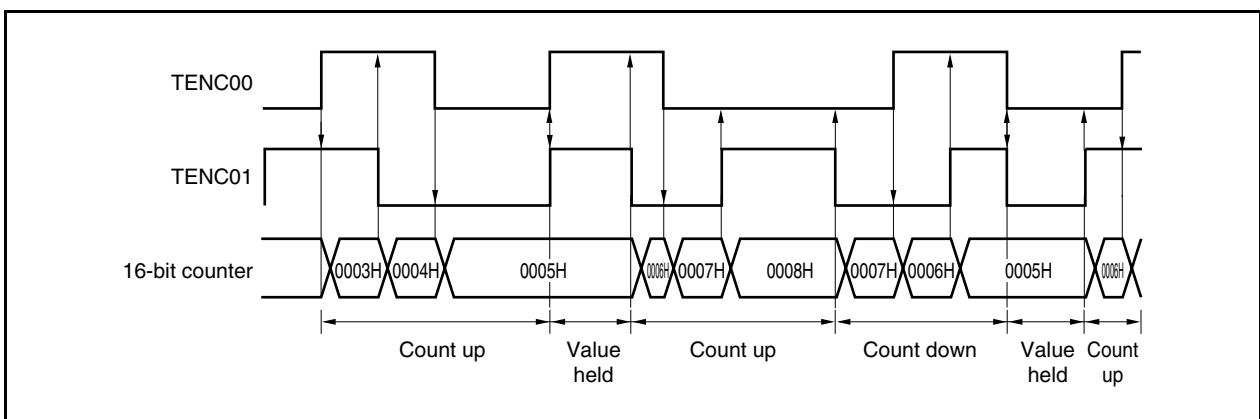 TENC00
TENC01
16-bit counter
0003H 0004H 0005H 0006H 0007H 0008H 0007H 0006H 0005H 0006H
Count up
Value held
Count up
Count down
Value held
Count up